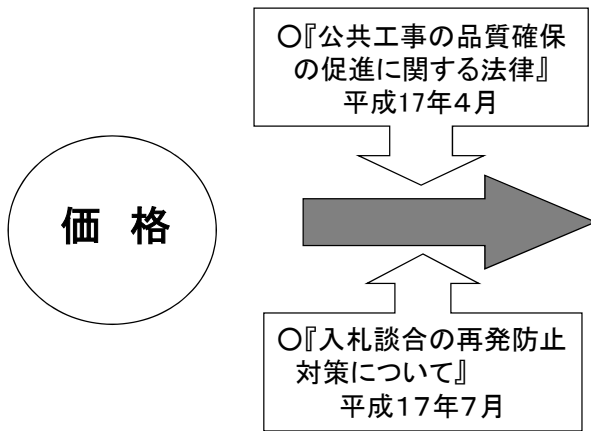 〇『公共工事の品質確保
の促進に関する法律』
平成17年４月
価 格
〇『入札談合の再発防止
対策について』
平成１７年７月